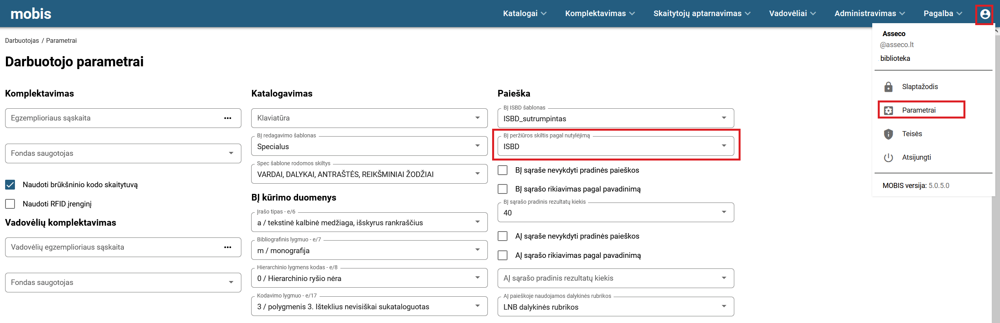 mobis
Katalogai
Komplektavimas
Skaitytojų aptarnavimas
Vadovėliai
Administravimas
Pagalba
Asseco
@asseco.lt
biblioteka
Slaptažodis
Parametrai
Teisės
Atsijungti
MOBIS versija: 5.0.5.0
Darbuotojas / Parametrai
Darbuotojo parametrai
Komplektavimas
Egzemplioriaus sąskaita
Fondas saugotojas
Naudoti brūkšninio kodo skaitytuvą
Naudoti RFID įrenginį
Vadovėlių komplektavimas
Vadovėlių egzemplioriaus sąskaita
Fondas saugotojas
Katalogavimas
Klaviatūra
BĮ redagavimo šablonas
Specialus
Spec šablone rodomos skiltys
VARDAI, DALYKAI, ANTRAŠTĖS, REIKŠMINIAI ŽODŽIAI
BĮ kūrimo duomenys
Įrašo tipas - e/6
a / tekstinė kalbinė medžiaga, išskyrus rankraščius
Bibliografinis lygmuo - e/7
m / monografija
Hierarchinio lygmens kodas - e/8
0 / Hierarchinio ryšio nėra
Kodavimo lygmuo - e/17
3 / polygmenis 3. Išteklius nevisiškai sukataloguotas
Paieška
BĮ ISBD šablonas
ISBD_sutrumpintas
BĮ peržiūros skiltis pagal nutylėjimą
ISBD
BĮ sąraše nevykdyti pradinės paieškos
BĮ sąrašo rikiavimas pagal pavadinimą
BĮ sąrašo pradinis rezultatų kiekis
40
AĮ sąraše nevykdyti pradinės paieškos
AĮ sąrašo rikiavimas pagal pavadinimą
AĮ sąrašo pradinis rezultatų kiekis
AĮ paieškoje naudojamos dalykinės rubrikos
LNB dalykinės rubrikos